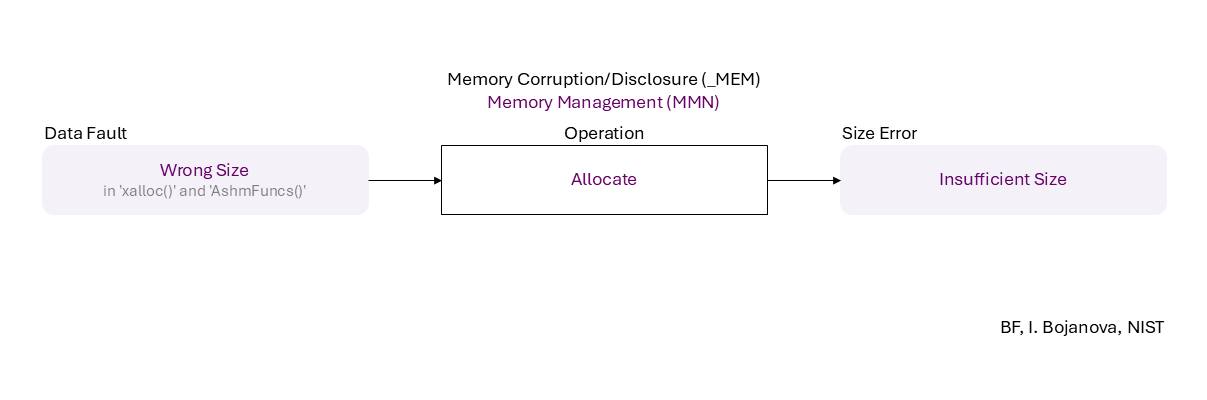 Memory Corruption/Disclosure (_MEM)
Memory Management (MMN)
Data Fault
Operation
Size Error
Wrong Size
in 'xalloc()' and 'AshmFuncs()'
Allocate
Insufficient Size
BF, I. Bojanova, NIST